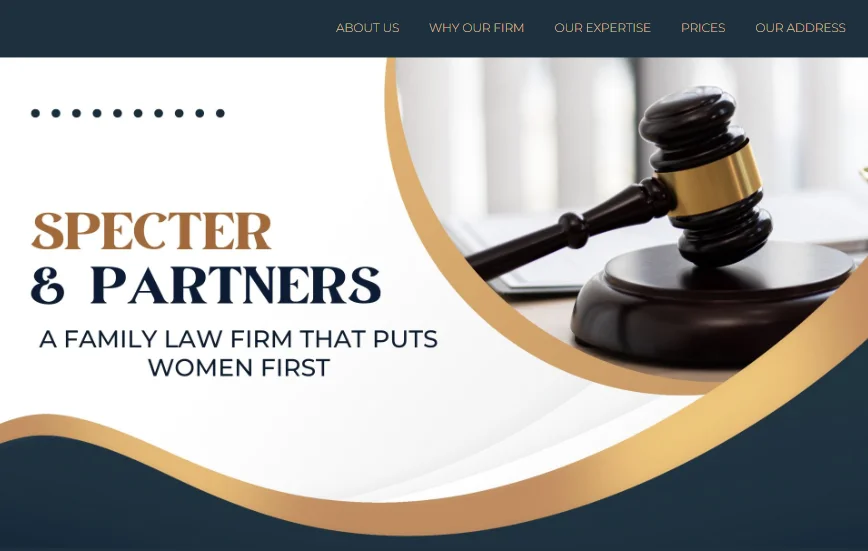 ABOUT US WHY OUR FIRM OUR EXPERTISE PRICES OUR ADDRESS
SPECTER
& PARTNERS
A FAMILY LAW FIRM THAT PUTS
WOMEN FIRST